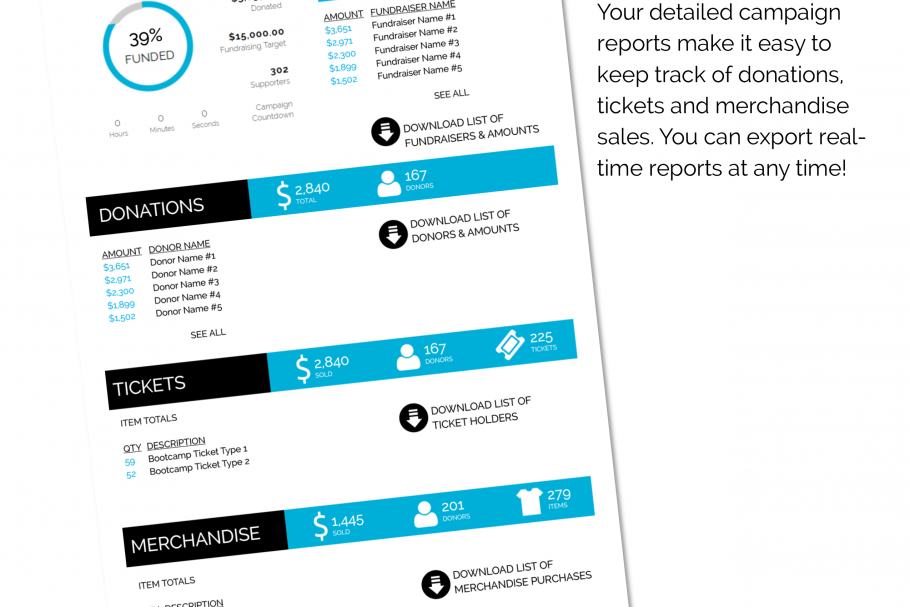 39%
FUNDED
Donated
$15,000.00
Fundraising Target
302
Supporters
0 0 0
Hours Minutes Seconds
Campaign
Countdown
AMOUNT FUNDRAISER NAME
$3,651 Fundraiser Name #1
$2,971 Fundraiser Name #2
$2,300 Fundraiser Name #3
$1,899 Fundraiser Name #4
$1,502 Fundraiser Name #5
SEE ALL
DOWNLOAD LIST OF
FUNDRAISERS & AMOUNTS
DONATIONS
$ 2,840
TOTAL
167
DONORS
AMOUNT DONOR NAME
$3,651 Donor Name #1
$2,971 Donor Name #2
$2,300 Donor Name #3
$1,899 Donor Name #4
$1,502 Donor Name #5
SEE ALL
DOWNLOAD LIST OF
DONORS & AMOUNTS
TICKETS
$ 2,840
SOLD
167
DONORS
225
TICKETS
ITEM TOTALS
QTY DESCRIPTION
59 Bootcamp Ticket Type 1
52 Bootcamp Ticket Type 2
DOWNLOAD LIST OF
TICKET HOLDERS
MERCHANDISE
$ 1,445
SOLD
201
DONORS
279
ITEMS
ITEM TOTALS
DESCRIPTION
DOWNLOAD LIST OF
MERCHANDISE PURCHASES
Your detailed campaign
reports make it easy to
keep track of donations,
tickets and merchandise
sales. You can export real-
time reports at any time!